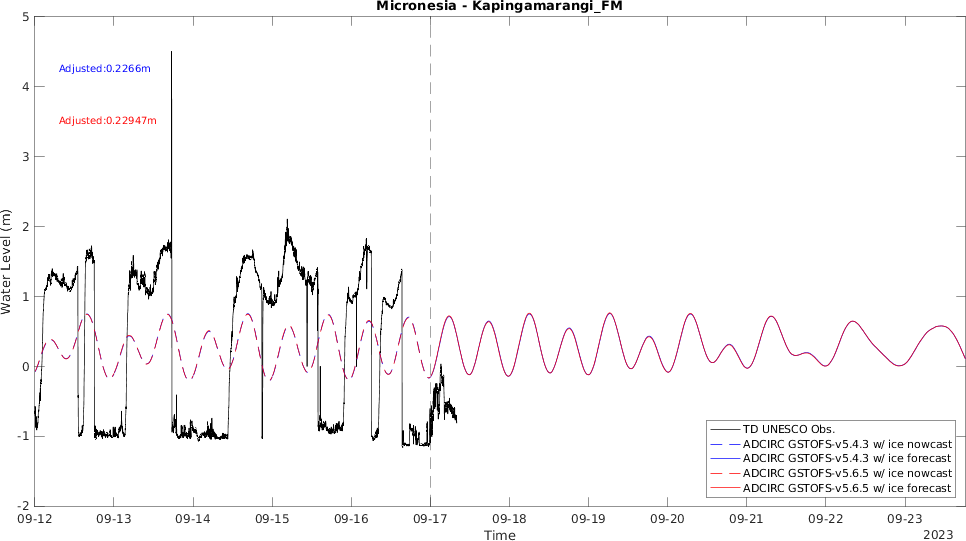 Micronesia - Kapingamarangi_FM
Adjusted:0.2266m
Adjusted:0.22947m
Water Level (m)
5
4
3
2
1
0
-1
-2
TD UNESCO Obs.
ADCIRC GSTOFS-v5.4.3 w/ ice nowcast
ADCIRC GSTOFS-v5.4.3 w/ ice forecast
ADCIRC GSTOFS-v5.6.5 w/ ice nowcast
ADCIRC GSTOFS-v5.6.5 w/ ice forecast
09-12 09-13 09-14 09-15 09-16 09-17 09-18 09-19 09-20 09-21 09-22 09-23
Time
2023